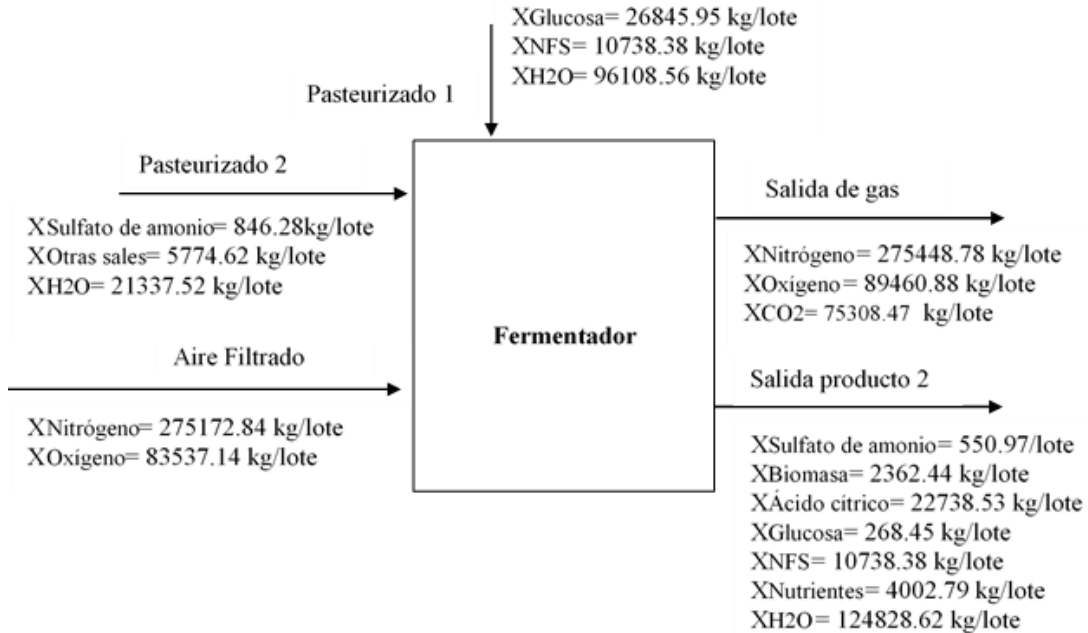 XGlucosa= 26845.95 kg/lote
XNFS= 10738.38 kg/lote
XH2O= 96108.56 kg/lote
Pasteurizado 1
Pasteurizado 2
XSulfato de amonio= 846.28kg/lote
XOtras sales= 5774.62 kg/lote
XH2O= 21337.52 kg/lote
Aire Filtrado
XNitrógeno= 275172.84 kg/lote
XOxígeno= 83537.14 kg/lote
Fermentador
Salida de gas
XNitrógeno= 275448.78 kg/lote
XOxígeno= 89460.88 kg/lote
XCO2= 75308.47 kg/lote
Salida producto 2
XSulfato de amonio= 550.97/lote
XBiomasa= 2362.44 kg/lote
XÁcido cítrico= 22738.53 kg/lote
XGlucosa= 268.45 kg/lote
XNFS= 10738.38 kg/lote
XNutrientes= 4002.79 kg/lote
XH2O= 124828.62 kg/lote